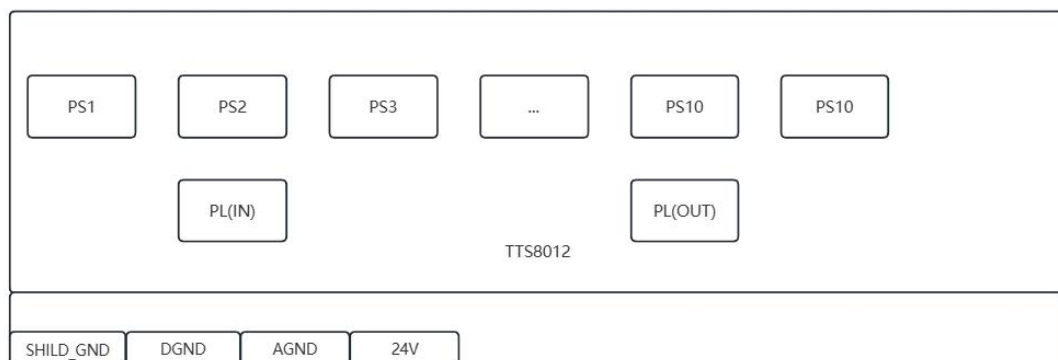 PS1 PS2 PS3 ... PS10 PS10
PL(IN) PL(OUT)
TTS8012
SHILD_GND DGND AGND 24V